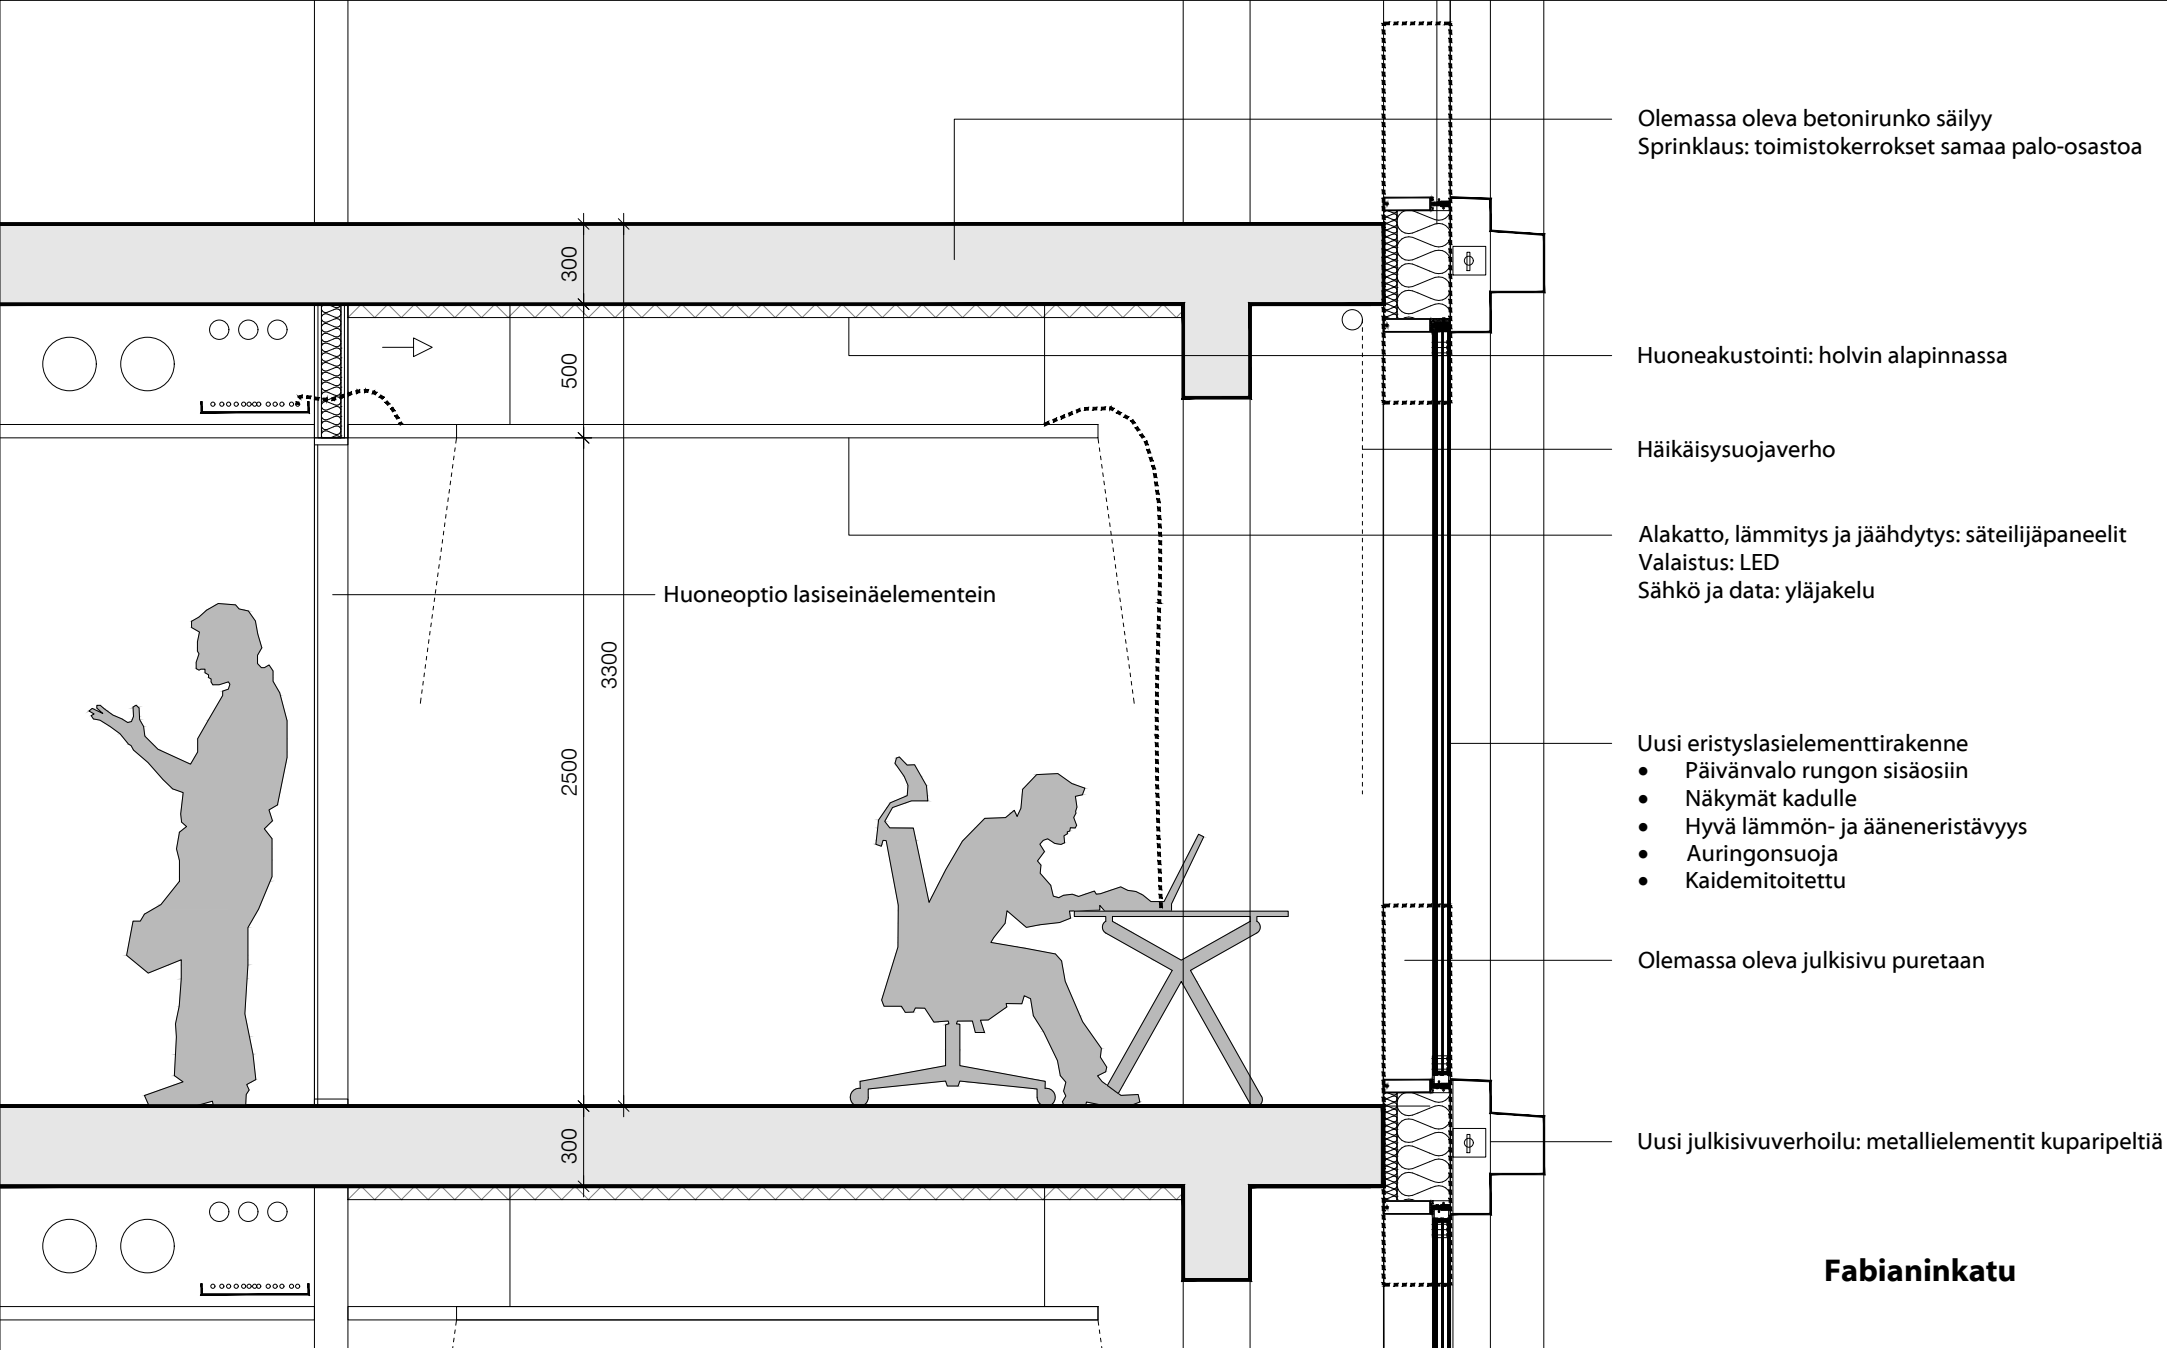 Olemassa oleva betonirunko säilyy
Sprinklaus: toimistokerrokset samaa palo-osastoa
300
500
Huoneakustointi: holvin alapinnassa
Häikäisysuojaverho
Alakatto, lämmitys ja jäähdytys: säteilijäpaneelit
Valaistus: LED
Sähkö ja data: yläjakelu
Huoneoptio lasiseinäelementein
3300
2500
Uusi eristyslasielementtirakenne
• Päivänvalo rungon sisäosiin
• Näkymät kadulle
• Hyvä lämmön- ja ääneneristävyys
• Auringonsuoja
• Kaidemitoitettu
Olemassa oleva julkisivu puretaan
300
Uusi julkisivuverhoilu: metallielementit kuparipeltiä
Fabianinkatu